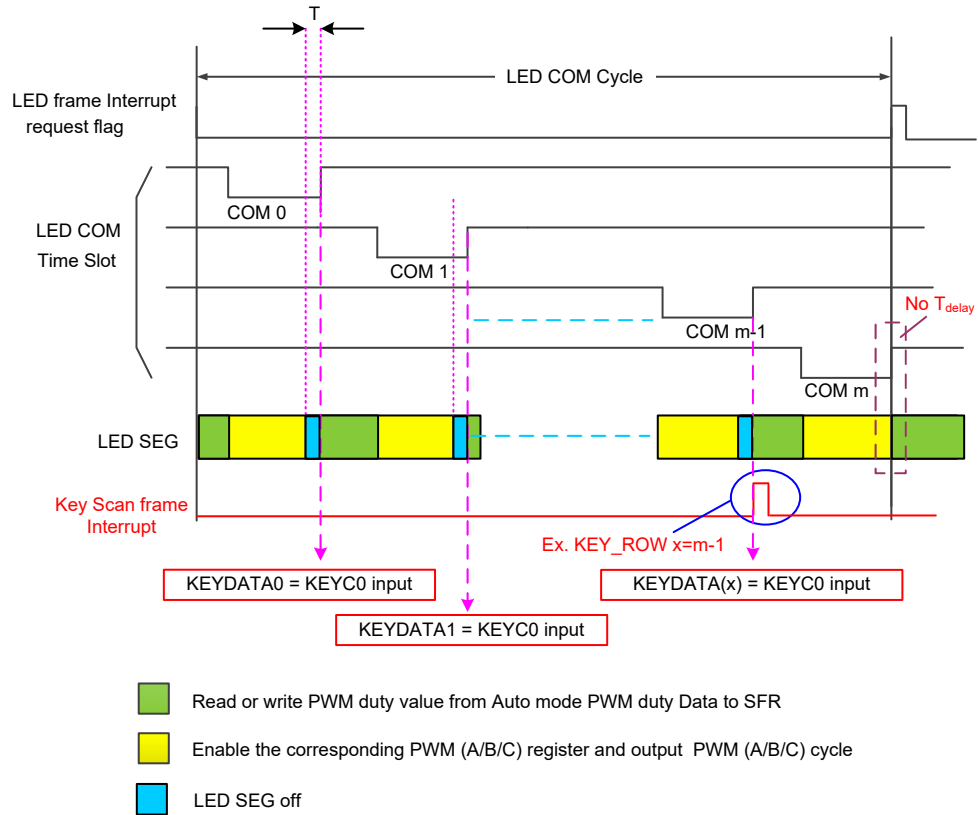 T
LED COM Cycle
LED frame Interrupt
request flag
COM 0
LED COM
Time Slot
COM 1
COM m-1
No Tdelay
COM m
LED SEG
Key Scan frame
Interrupt
Ex. KEY_ROW x=m-1
KEYDATA0 = KEYC0 input
KEYDATA(x) = KEYC0 input
KEYDATA1 = KEYC0 input
Read or write PWM duty value from Auto mode PWM duty Data to SFR
Enable the corresponding PWM (A/B/C) register and output PWM (A/B/C) cycle
LED SEG off